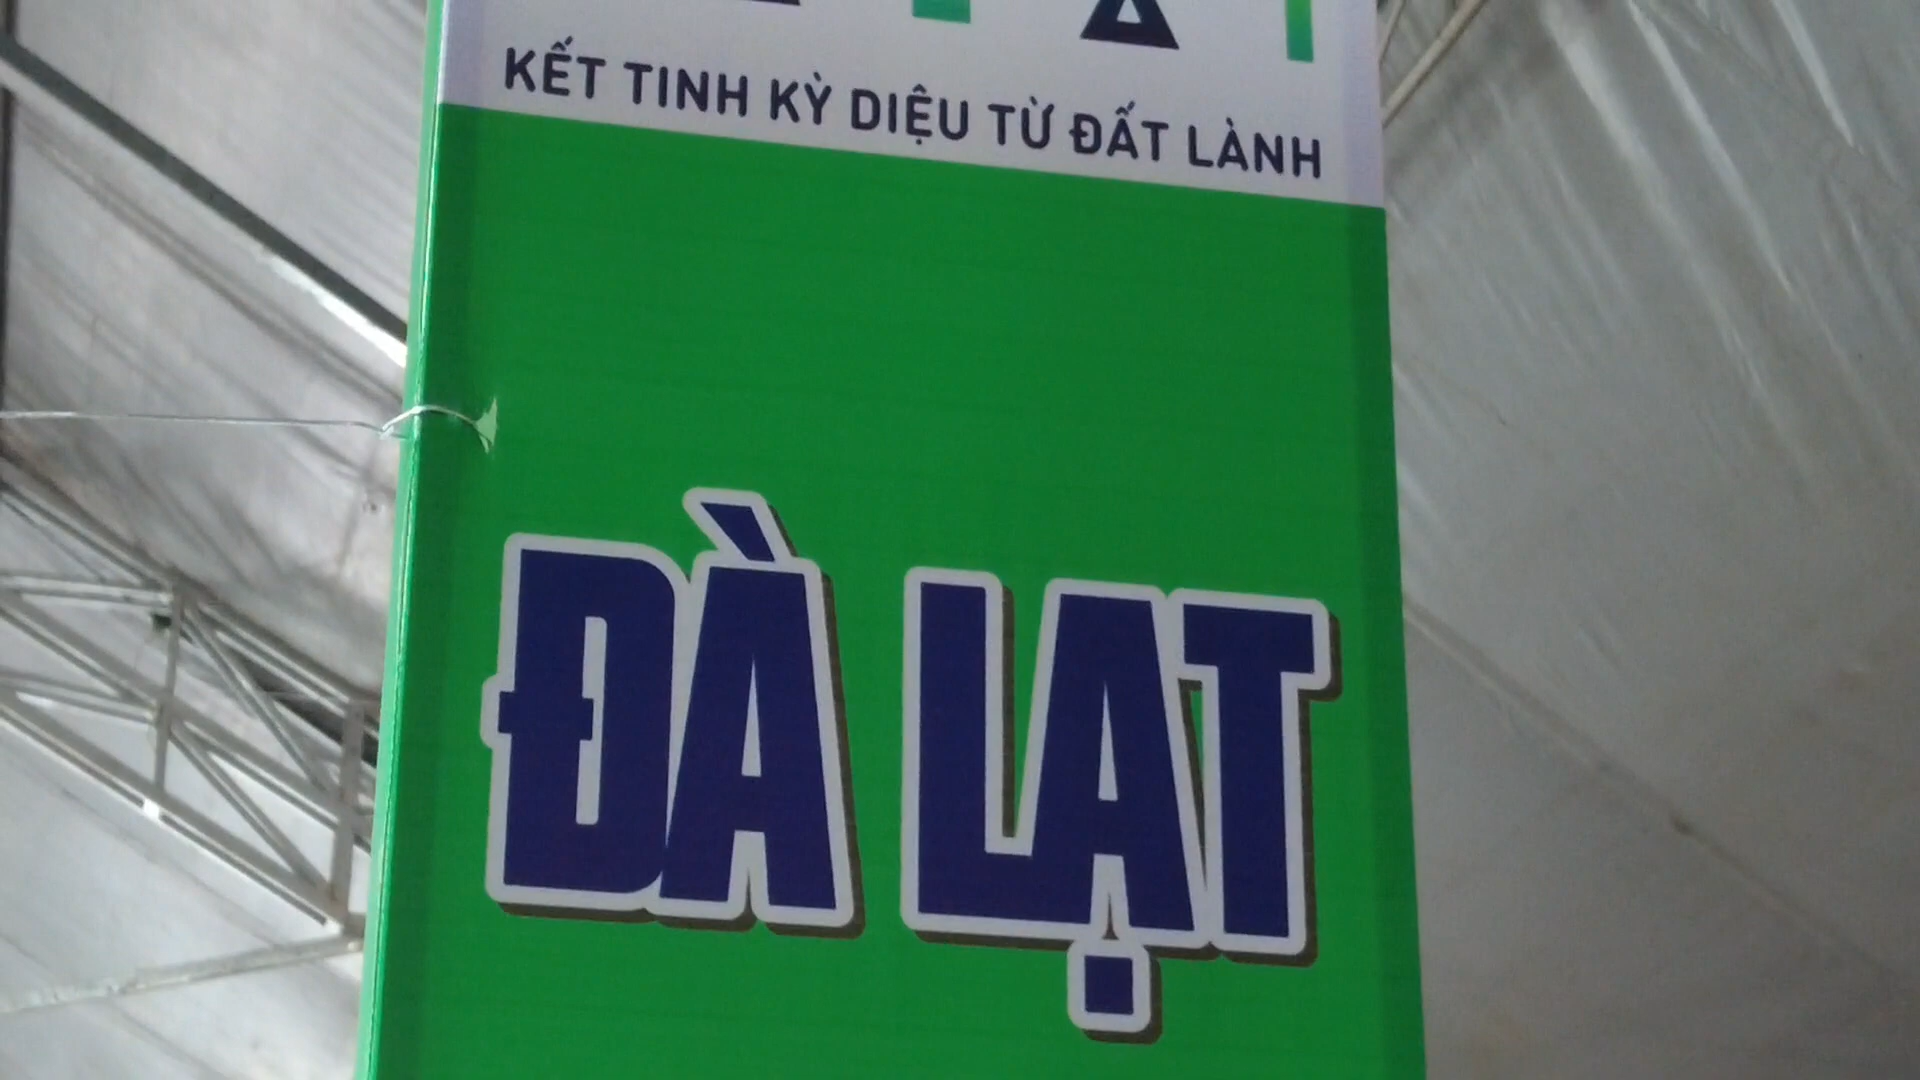 KẾT TINH KỲ DIỆU TỪ ĐẤT LÀNH
ĐÀ LẠT